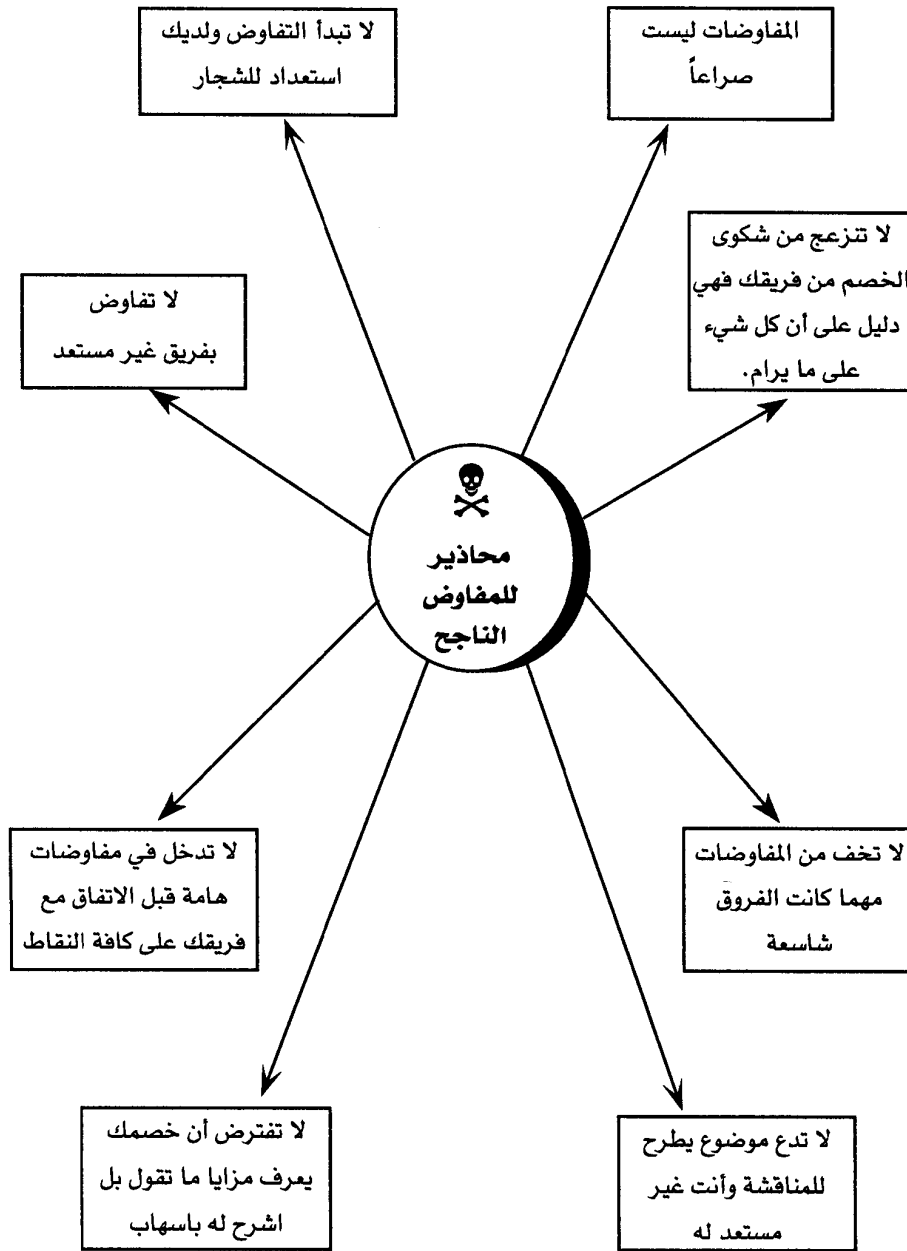 المفاوضات ليست
صراعاً
لا تبدأ التفاوض ولديك
استعداد للشجار
لا تنزعج من شكوى
الخصم من فريقك فهي
دليل على أن كل شيء
على ما يرام.
لا تفاوض
بفريق غير مستعد
محاذير
للمفاوض
الناجح
لا تخف من المفاوضات
مهما كانت الفروق
شاسعة
لا تدخل في مفاوضات
هامة قبل الاتفاق مع
فريقك على كافة النقاط
لا تدع موضوع يطرح
للمناقشة وأنت غير
مستعد له
لا تفترض أن خصمك
يعرف مزايا ما تقول بل
اشرح له باسهاب